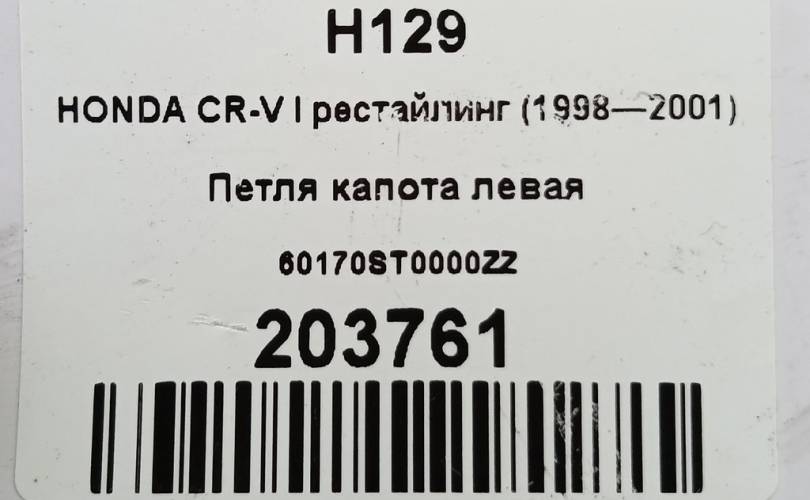 H129
HONDA CR-V I рестайлинг (1998—2001)
Петля капота левая
60170ST0000ZZ
203761